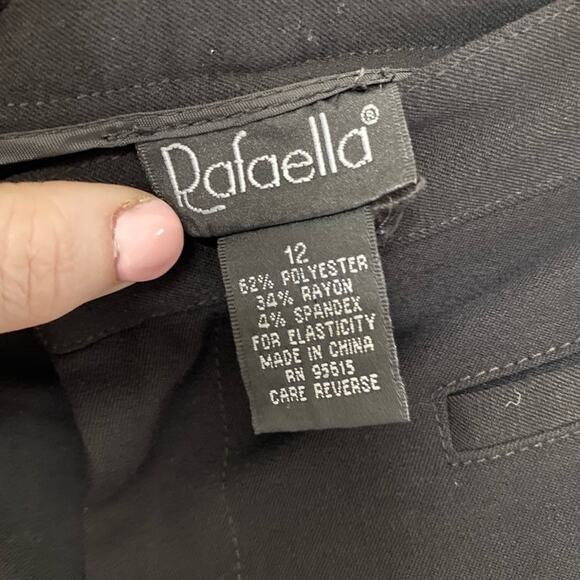 Rafaella®
12
62% POLYESTER
34% RAYON
4% SPANDEX
FOR ELASTICITY
MADE IN CHINA
RN 95615
CARE REVERSE